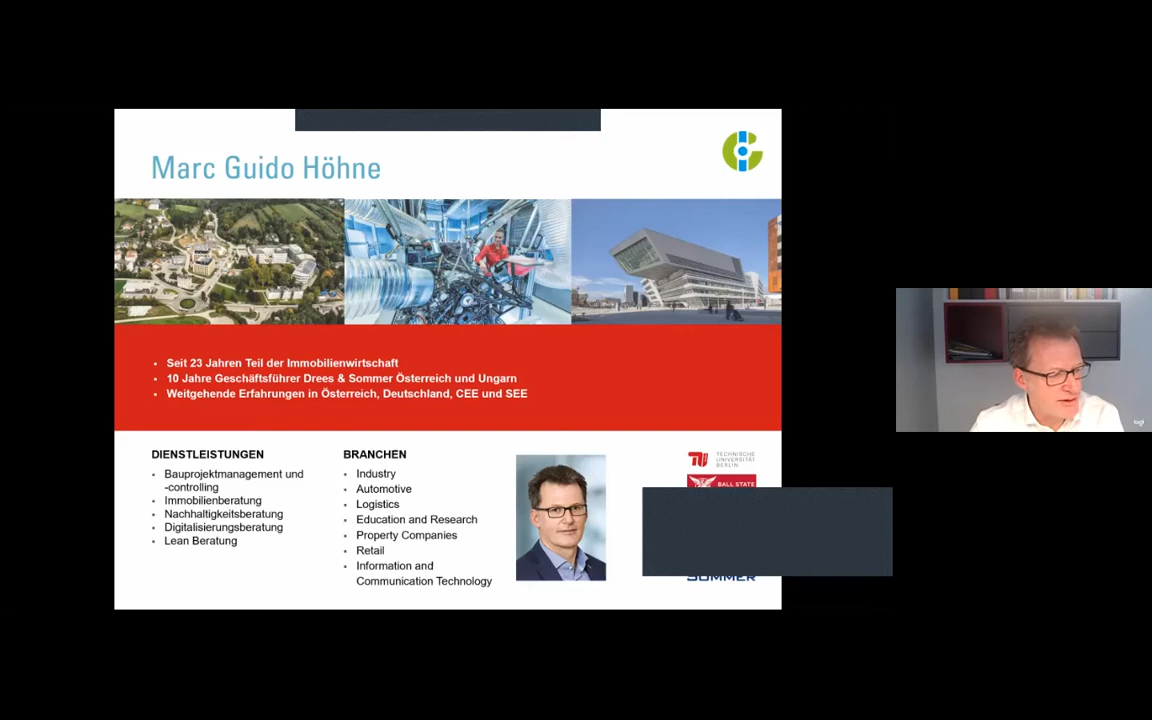 Marc Guido Höhne
Seit 23 Jahren Teil der Immobilienwirtschaft
10 Jahre Geschäftsführer Drees & Sommer Österreich und Ungarn
Weitgehende Erfahrungen in Österreich, Deutschland, CEE und SEE
DIENSTLEISTUNGEN
Bauprojektmanagement und
-controlling
Immobilienberatung
Nachhaltigkeitsberatung
Digitalisierungsberatung
Lean Beratung
BRANCHEN
Industry
Automotive
Logistics
Education and Research
Property Companies
Retail
Information and
Communication Technology
TECHNISCHE
UNIVERSITÄT
BERLIN
BALL STATE
SOMMER
logi